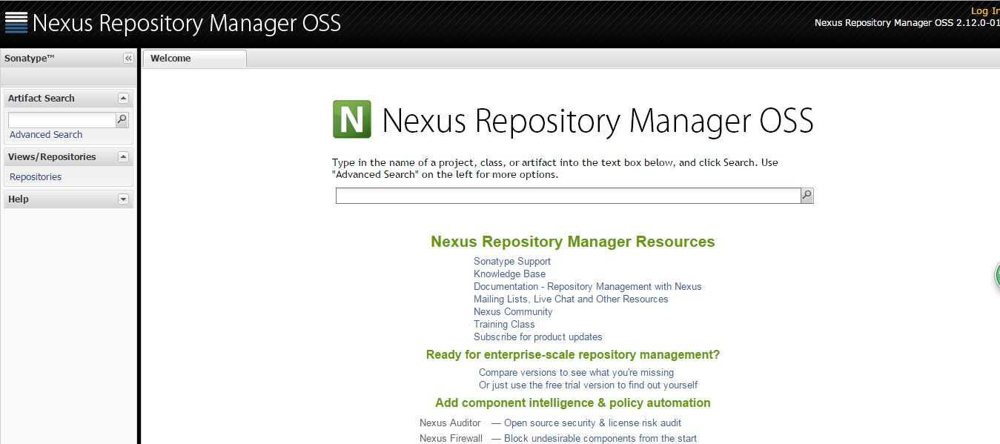 Nexus Repository Manager OSS
Log In
Nexus Repository Manager OSS 2.12.0-01
Sonatype™
Welcome
Artifact Search
Advanced Search
Views/Repositories
Repositories
Help
N Nexus Repository Manager OSS
Type in the name of a project, class, or artifact into the text box below, and click Search. Use
"Advanced Search" on the left for more options.
Nexus Repository Manager Resources
Sonatype Support
Knowledge Base
Documentation - Repository Management with Nexus
Mailing Lists, Live Chat and Other Resources
Nexus Community
Training Class
Subscribe for product updates
Ready for enterprise-scale repository management?
Compare versions to see what you're missing
Or just use the free trial version to find out yourself
Add component intelligence & policy automation
Nexus Auditor — Open source security & license risk audit
Nexus Firewall — Block undesirable components from the start